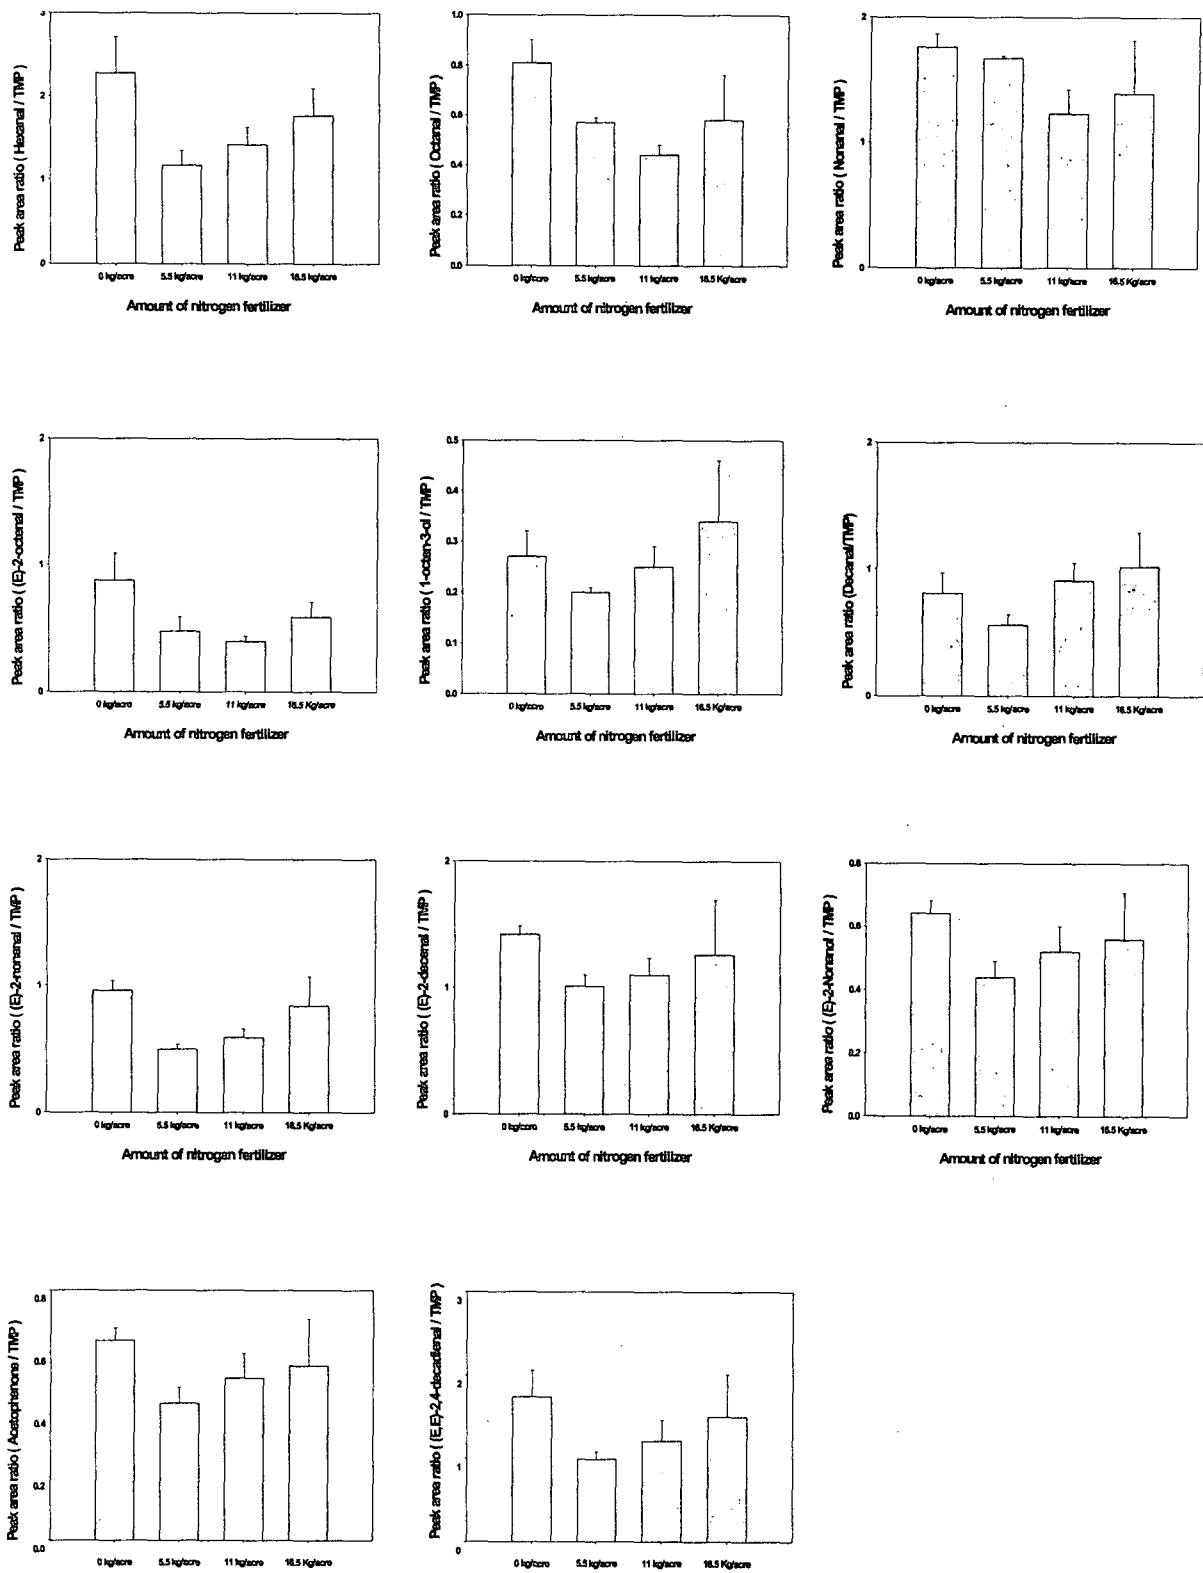 Peak area ratio ( Hexanal / TMP )
3
2
1
0
0 kg/acre 5.5 kg/acre 11 kg/acre 16.5 kg/acre
Amount of nitrogen fertilizer
Peak area ratio ( Octanal / TMP )
1.0
0.8
0.6
0.4
0.2
0.0
0 kg/acre 5.5 kg/acre 11 kg/acre 16.5 Kg/acre
Amount of nitrogen fertilizer
Peak area ratio ( Nonanal / TMP )
2
1
0
0 kg/acre 5.5 kg/acre 11 kg/acre 16.5 Kg/acre
Amount of nitrogen fertilizer
Peak area ratio ( (E)-2-octenal / TMP )
2
1
0
0 kg/acre 5.5 kg/acre 11 kg/acre 16.5 Kg/acre
Amount of nitrogen fertilizer
Peak area ratio ( 1-octen-3-ol / TMP )
0.5
0.4
0.3
0.2
0.1
0.0
0 kg/acre 5.5 kg/acre 11 kg/acre 16.5 Kg/acre
Amount of nitrogen fertilizer
Peak area ratio (Decanal/TMP)
2
1
0
0 kg/acre 5.5 kg/acre 11 kg/acre 16.5 Kg/acre
Amount of nitrogen fertilizer
Peak area ratio ( (E)-2-nonenal / TMP )
2
1
0
0 kg/acre 5.5 kg/acre 11 kg/acre 16.5 Kg/acre
Amount of nitrogen fertilizer
Peak area ratio ( (E)-2-decenal / TMP )
2
1
0
0 kg/acre 5.5 kg/acre 11 kg/acre 16.5 Kg/acre
Amount of nitrogen fertilizer
Peak area ratio ( (E)-2-Nonanol / TMP )
0.8
0.6
0.4
0.2
0.0
0 kg/acre 5.5 kg/acre 11 kg/acre 16.5 Kg/acre
Amount of nitrogen fertilizer
Peak area ratio ( Acetophenone / TMP )
0.8
0.6
0.4
0.2
0.0
0 kg/acre 5.5 kg/acre 11 kg/acre 16.5 Kg/acre
Peak area ratio ( (E,E)-2,4-decadienal / TMP )
3
2
1
0
0 kg/acre 5.5 kg/acre 11 kg/acre 16.5 Kg/acre